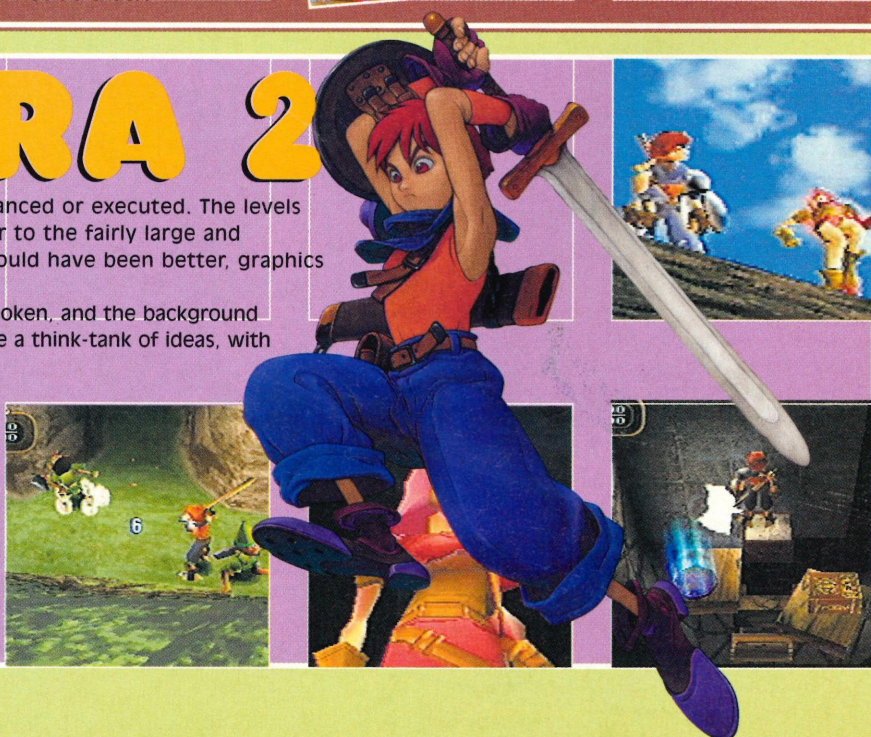 RA 2
anced or executed. The levels
r to the fairly large and
ould have been better, graphics
oken, and the background
e a think-tank of ideas, with
6